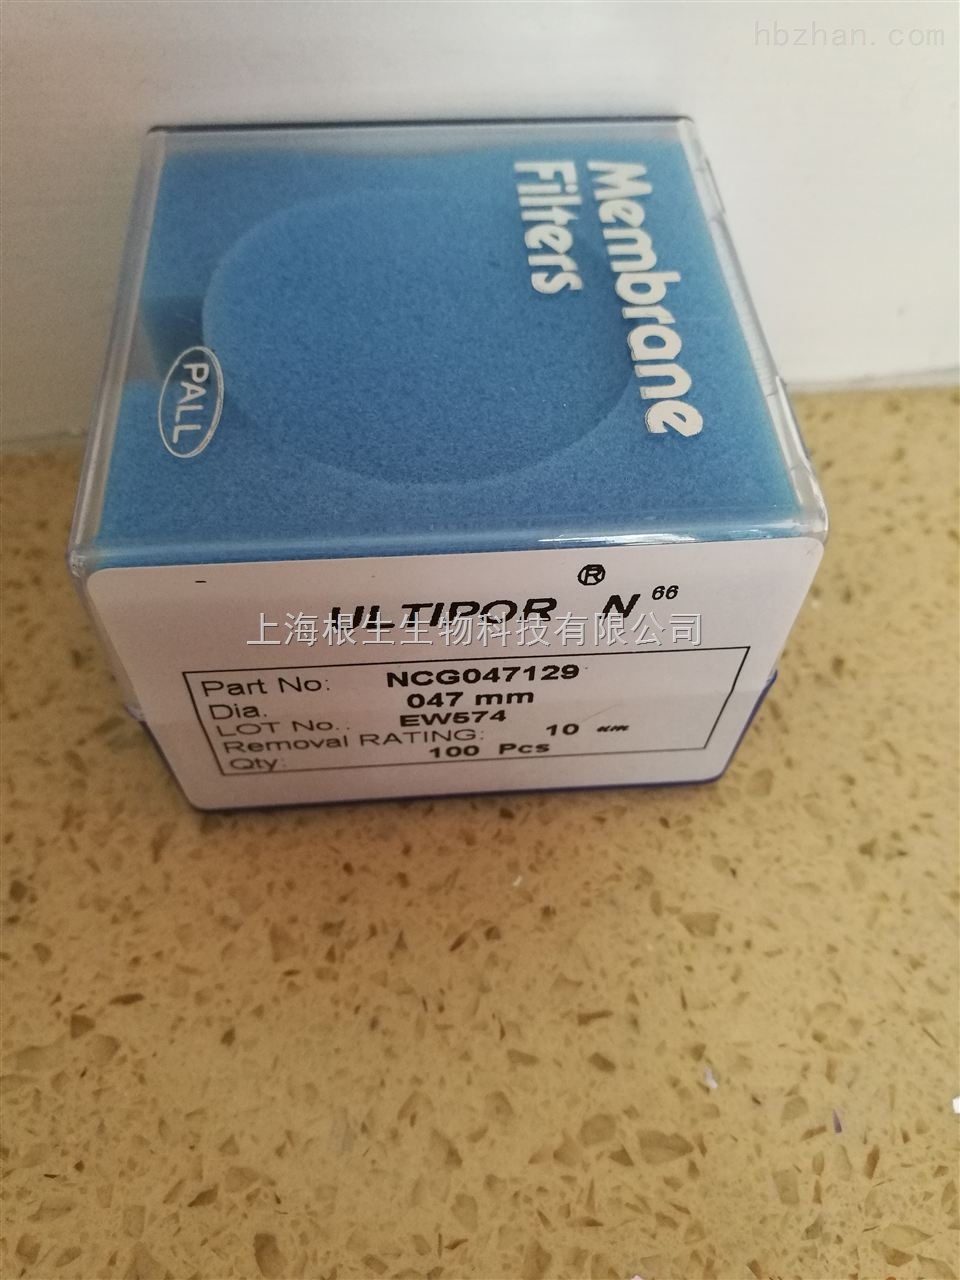 hbzhan.com
Membrane
Filters
PALL
ULTIPOR ® N 66
上海根生生物科技有限公司
Part No: NCG047129
Dia. 047 mm
LOT No.: EW574
Removal RATING: 10 um
Qty: 100 Pcs